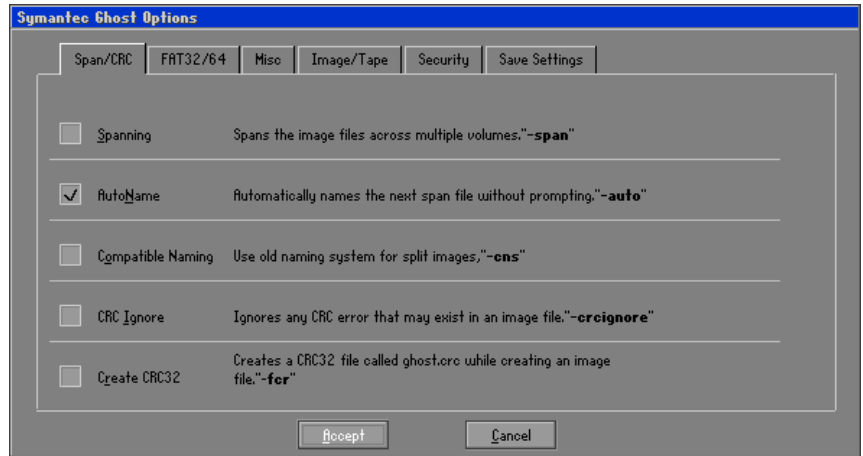 Symantec Ghost Options
Span/CRC FAT32/64 Misc Image/Tape Security Save Settings
Spanning Spans the image files across multiple volumes."-span"
AutoName Automatically names the next span file without prompting."-auto"
Compatible Naming Use old naming system for split images,"-cns"
CRC Ignore Ignores any CRC error that may exist in an image file."-crcignore"
Create CRC32 Creates a CRC32 file called ghost.crc while creating an image
file."-fcr"
Accept Cancel